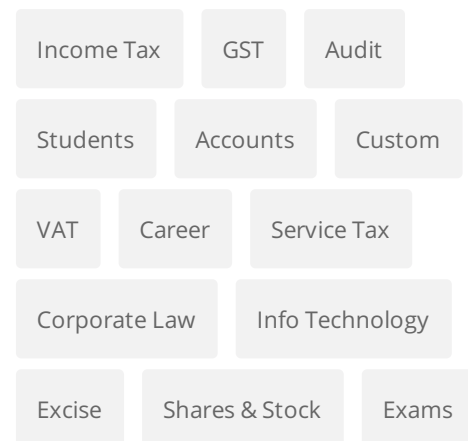 Income Tax GST Audit
Students Accounts Custom
VAT Career Service Tax
Corporate Law Info Technology
Excise Shares & Stock Exams